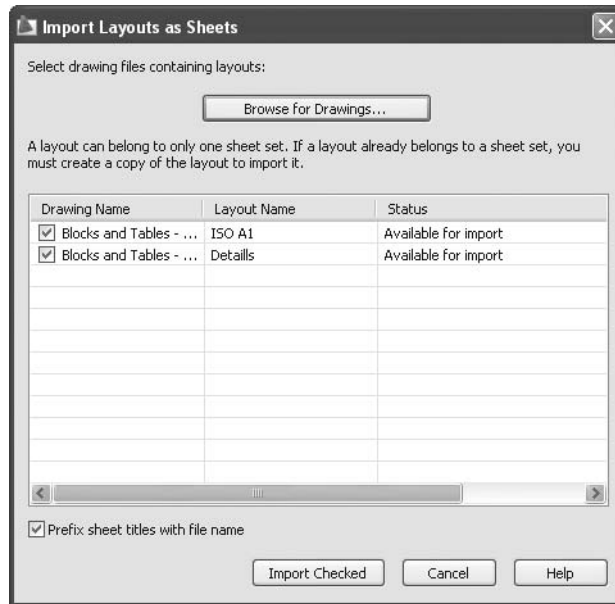 Import Layouts as Sheets
Select drawing files containing layouts:
Browse for Drawings...
A layout can belong to only one sheet set. If a layout already belongs to a sheet set, you
must create a copy of the layout to import it.
Drawing Name Layout Name Status
Blocks and Tables - ... ISO A1 Available for import
Blocks and Tables - ... Detaills Available for import
Prefix sheet titles with file name
Import Checked Cancel Help